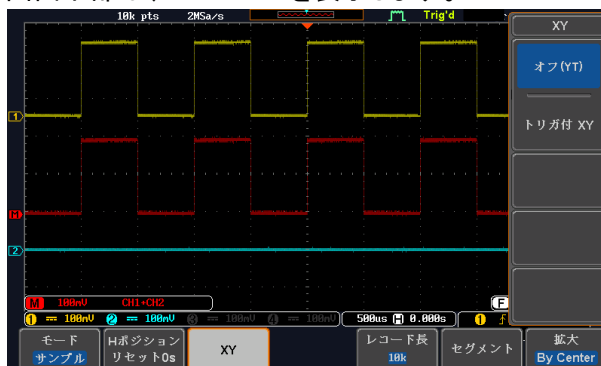 10k pts 2MSa/s Trig'd
XY
オフ(YT)
トリガ付 XY
1
M
2
M 100mV CH1+CH2
F
1 100mV 2 100mV 3 100mV 4 100mV 500us H 0.000s 1
モード
サンプル
Hポジション
リセット0s
XY
レコード長
10k
セグメント
拡大
By Center